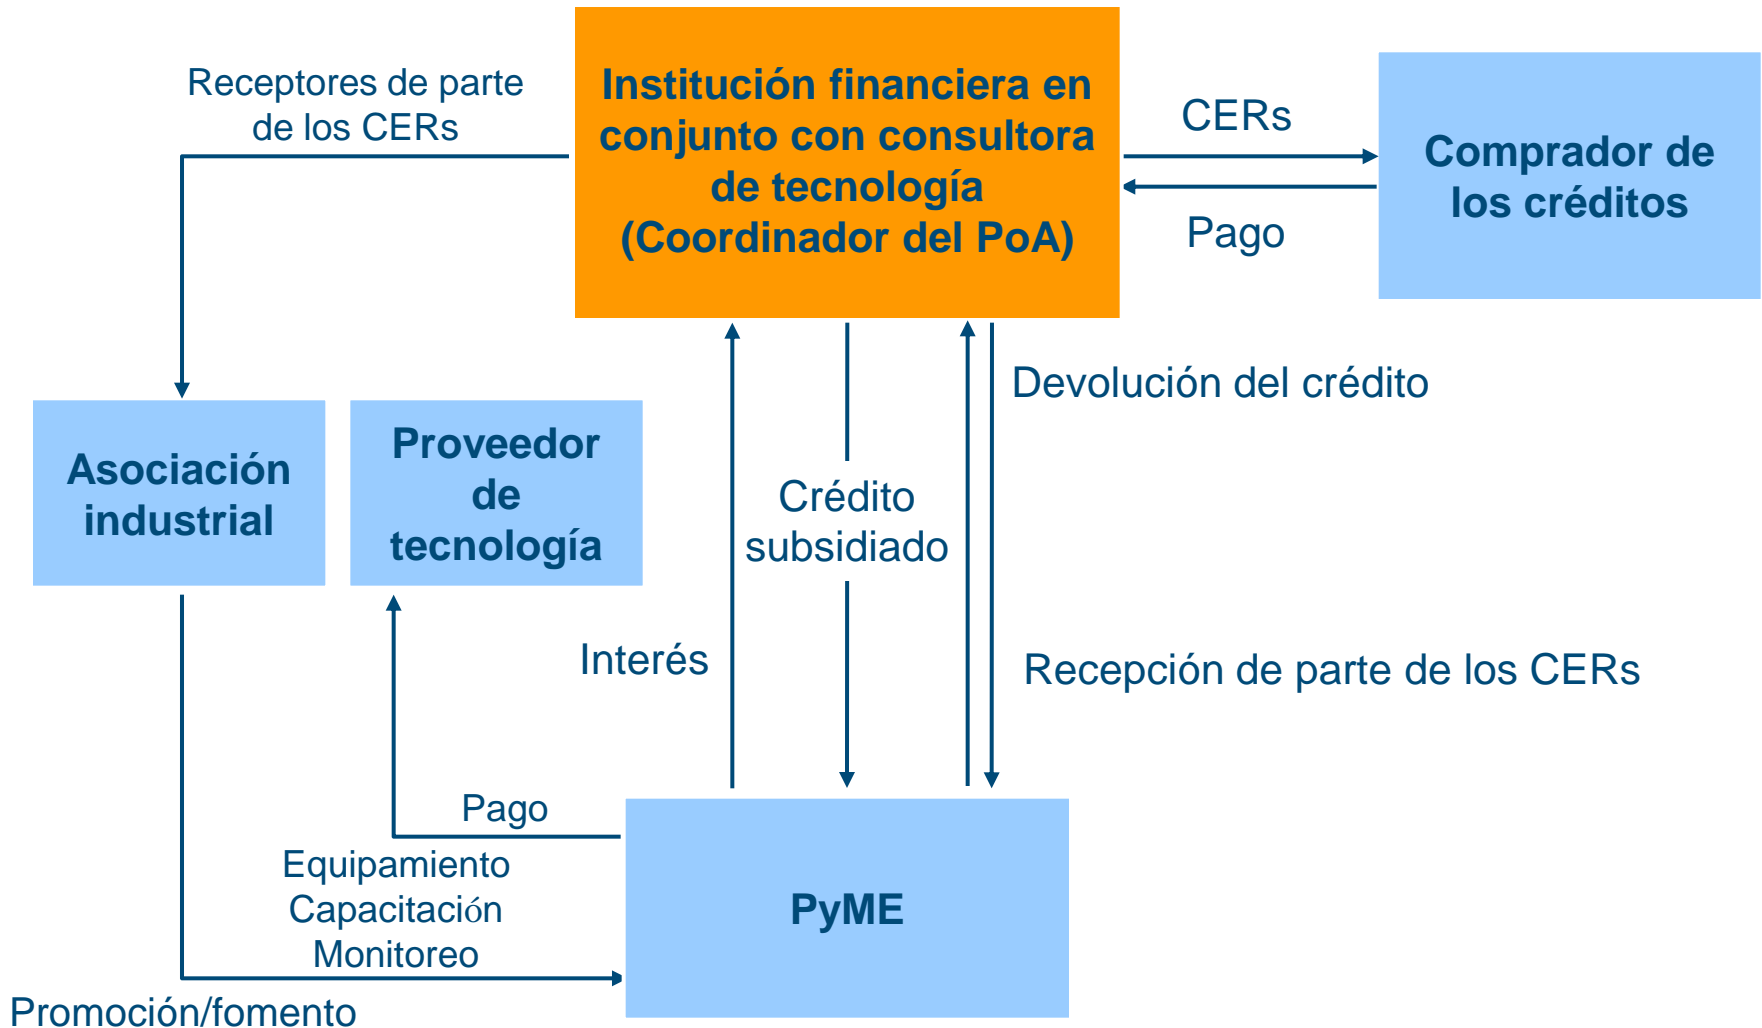 Receptores de parte
de los CERs
Institución financiera en
conjunto con consultora
de tecnología
(Coordinador del PoA)
CERs
Pago
Comprador de
los créditos
Devolución del crédito
Asociación
industrial
Proveedor
de
tecnología
Crédito
subsidiado
Interés
Recepción de parte de los CERs
Pago
Equipamiento
Capacitación
Monitoreo
PyME
Promoción/fomento